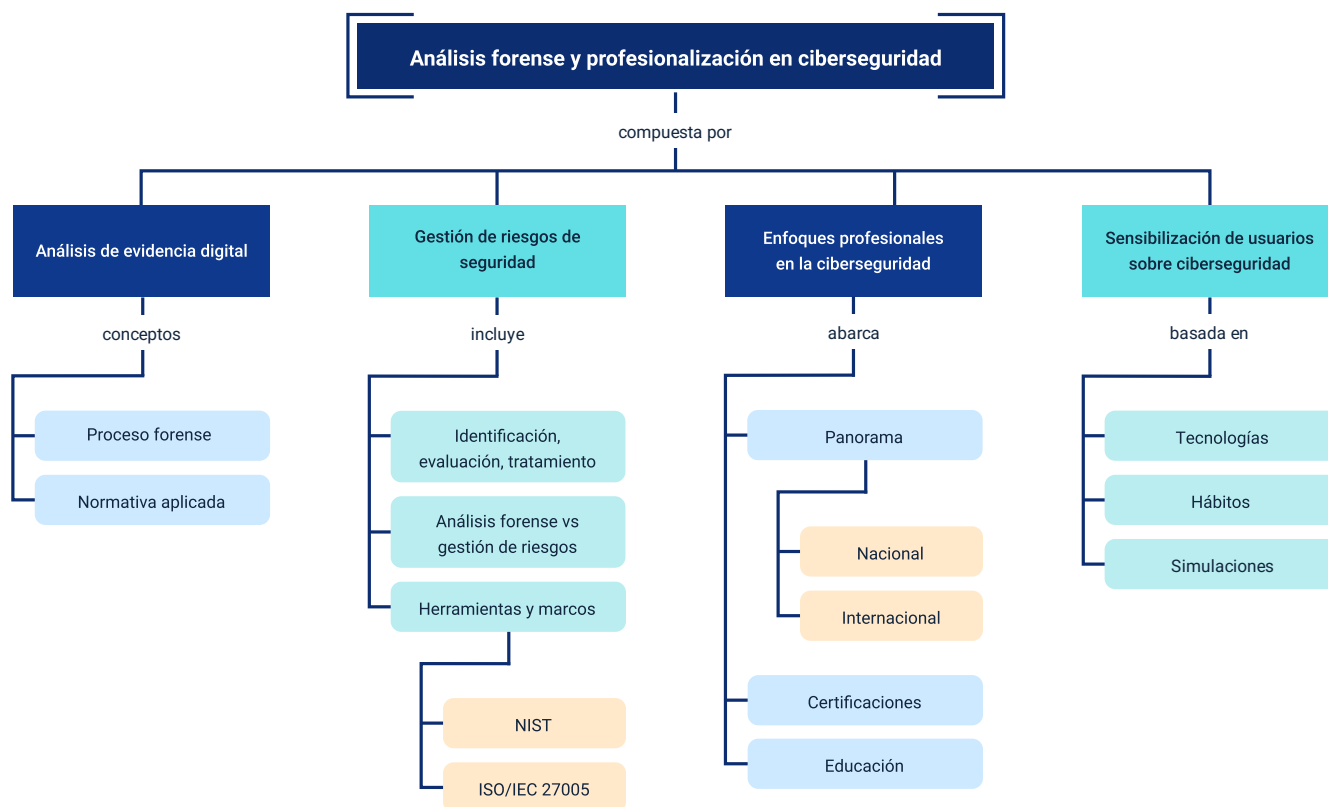 Análisis forense y profesionalización en ciberseguridad
compuesta por
Análisis de evidencia digital
conceptos
Proceso forense
Normativa aplicada
Gestión de riesgos de
seguridad
incluye
Identificación,
evaluación, tratamiento
Análisis forense vs
gestión de riesgos
Herramientas y marcos
NIST
ISO/IEC 27005
Enfoques profesionales
en la ciberseguridad
abarca
Panorama
Nacional
Internacional
Certificaciones
Educación
Sensibilización de usuarios
sobre ciberseguridad
basada en
Tecnologías
Hábitos
Simulaciones